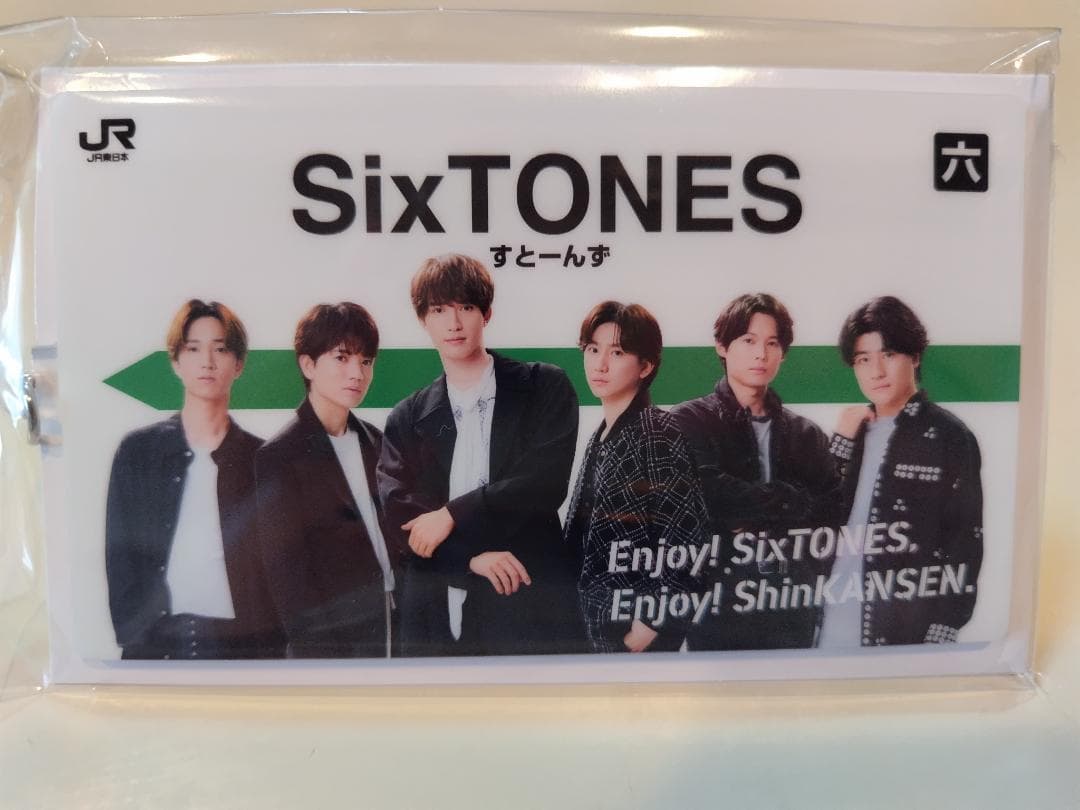 JR
JR東日本
六
SixTONES
すとーんず
Enjoy! SixTONES.
Enjoy! ShinKANSEN.